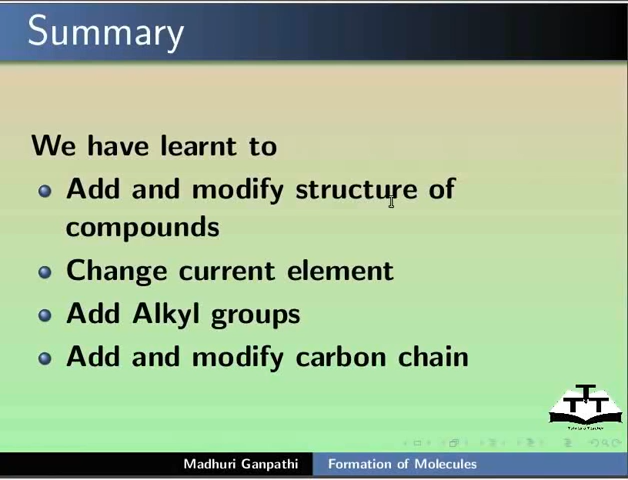 Summary
We have learnt to
Add and modify structure of
compounds
Change current element
Add Alkyl groups
Add and modify carbon chain
TTT
Madhuri Ganpathi
Formation of Molecules